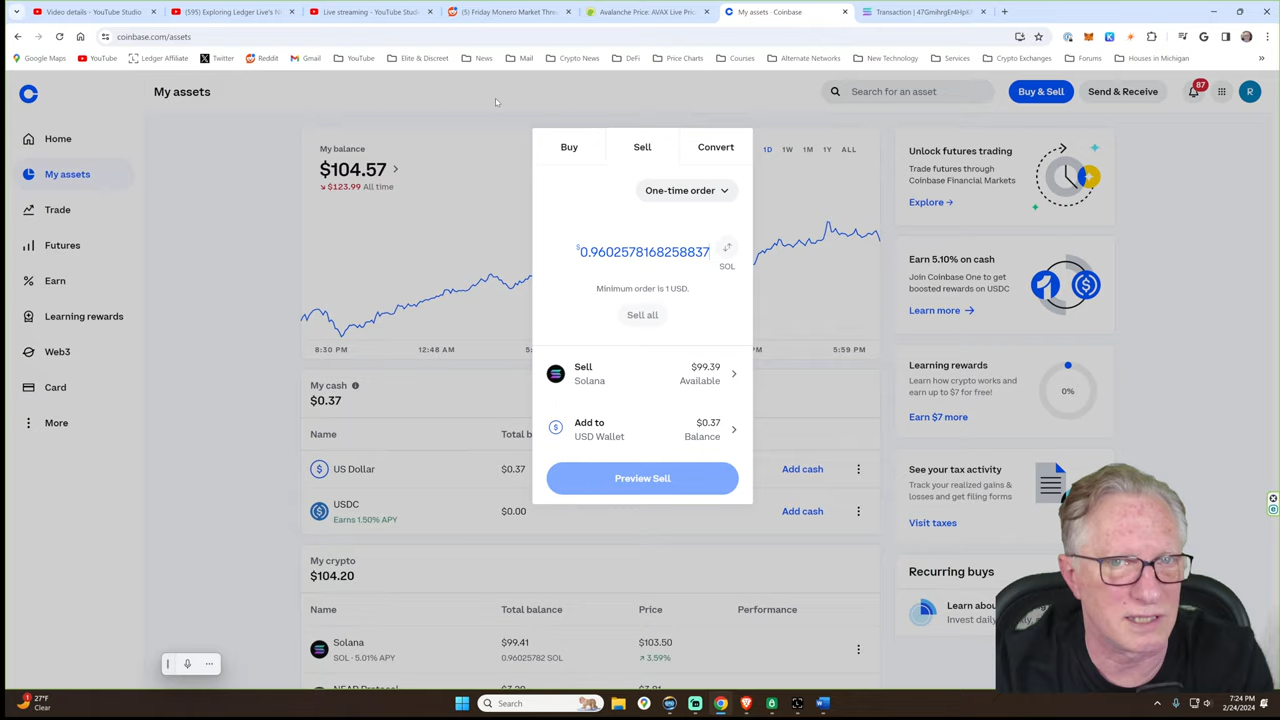 Video details - YouTube Studio
(595) Exploring Ledger Live's N
Live streaming - YouTube Studi
(5) Friday Monero Market Thre
Avalanche Price: AVAX Live Pric
My assets - Coinbase
Transaction | 47GmihrgEr4HpK
coinbase.com/assets
Google Maps
YouTube
Ledger Affiliate
Twitter
Reddit
Gmail
YouTube
Elite & Discreet
News
Mail
Crypto News
DeFi
Price Charts
Courses
Alternate Networks
New Technology
Services
Crypto Exchanges
Forums
Houses in Michigan
My assets
Search for an asset
Buy & Sell
Send & Receive
87
R
Home
My assets
Trade
Futures
Earn
Learning rewards
Web3
Card
More
My balance
$104.57
$123.99 All time
1D 1W 1M 1Y ALL
8:30 PM
12:48 AM
5:
PM
5:59 PM
Buy
Sell
Convert
One-time order
$0.9602578168258837
SOL
Minimum order is 1 USD.
Sell all
Sell
Solana
$99.39
Available
Add to
USD Wallet
$0.37
Balance
Preview Sell
My cash
$0.37
Name
Total b
US Dollar
$0.37
Add cash
USDC
Earns 1.50% APY
$0.00
Add cash
My crypto
$104.20
Name
Total balance
Price
Performance
Solana
SOL · 5.01% APY
$99.41
0.96025782 SOL
$103.50
3.59%
Unlock futures trading
Trade futures through
Coinbase Financial Markets
Explore
Earn 5.10% on cash
Join Coinbase One to get
boosted rewards on USDC
Learn more
Learning rewards
Learn how crypto works and
earn up to $7 for free!
Earn $7 more
0%
See your tax activity
Track your realized gains &
losses and get filing forms
Visit taxes
Recurring buys
Learn abou
Invest daily
27°F
Clear
Search
7:24 PM
2/24/2024